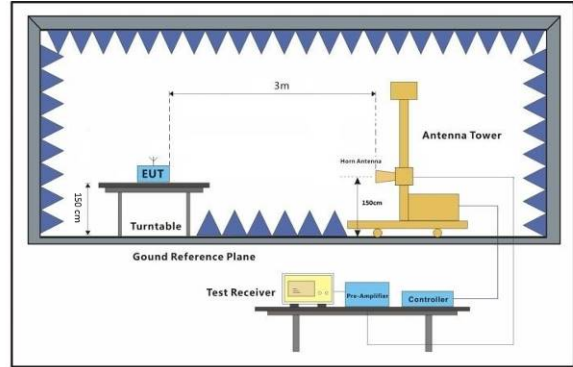 3m
Antenna Tower
Horn Antenna
EUT
150 cm
150cm
Turntable
Gound Reference Plane
Test Receiver
Pre-Amplifier
Controller